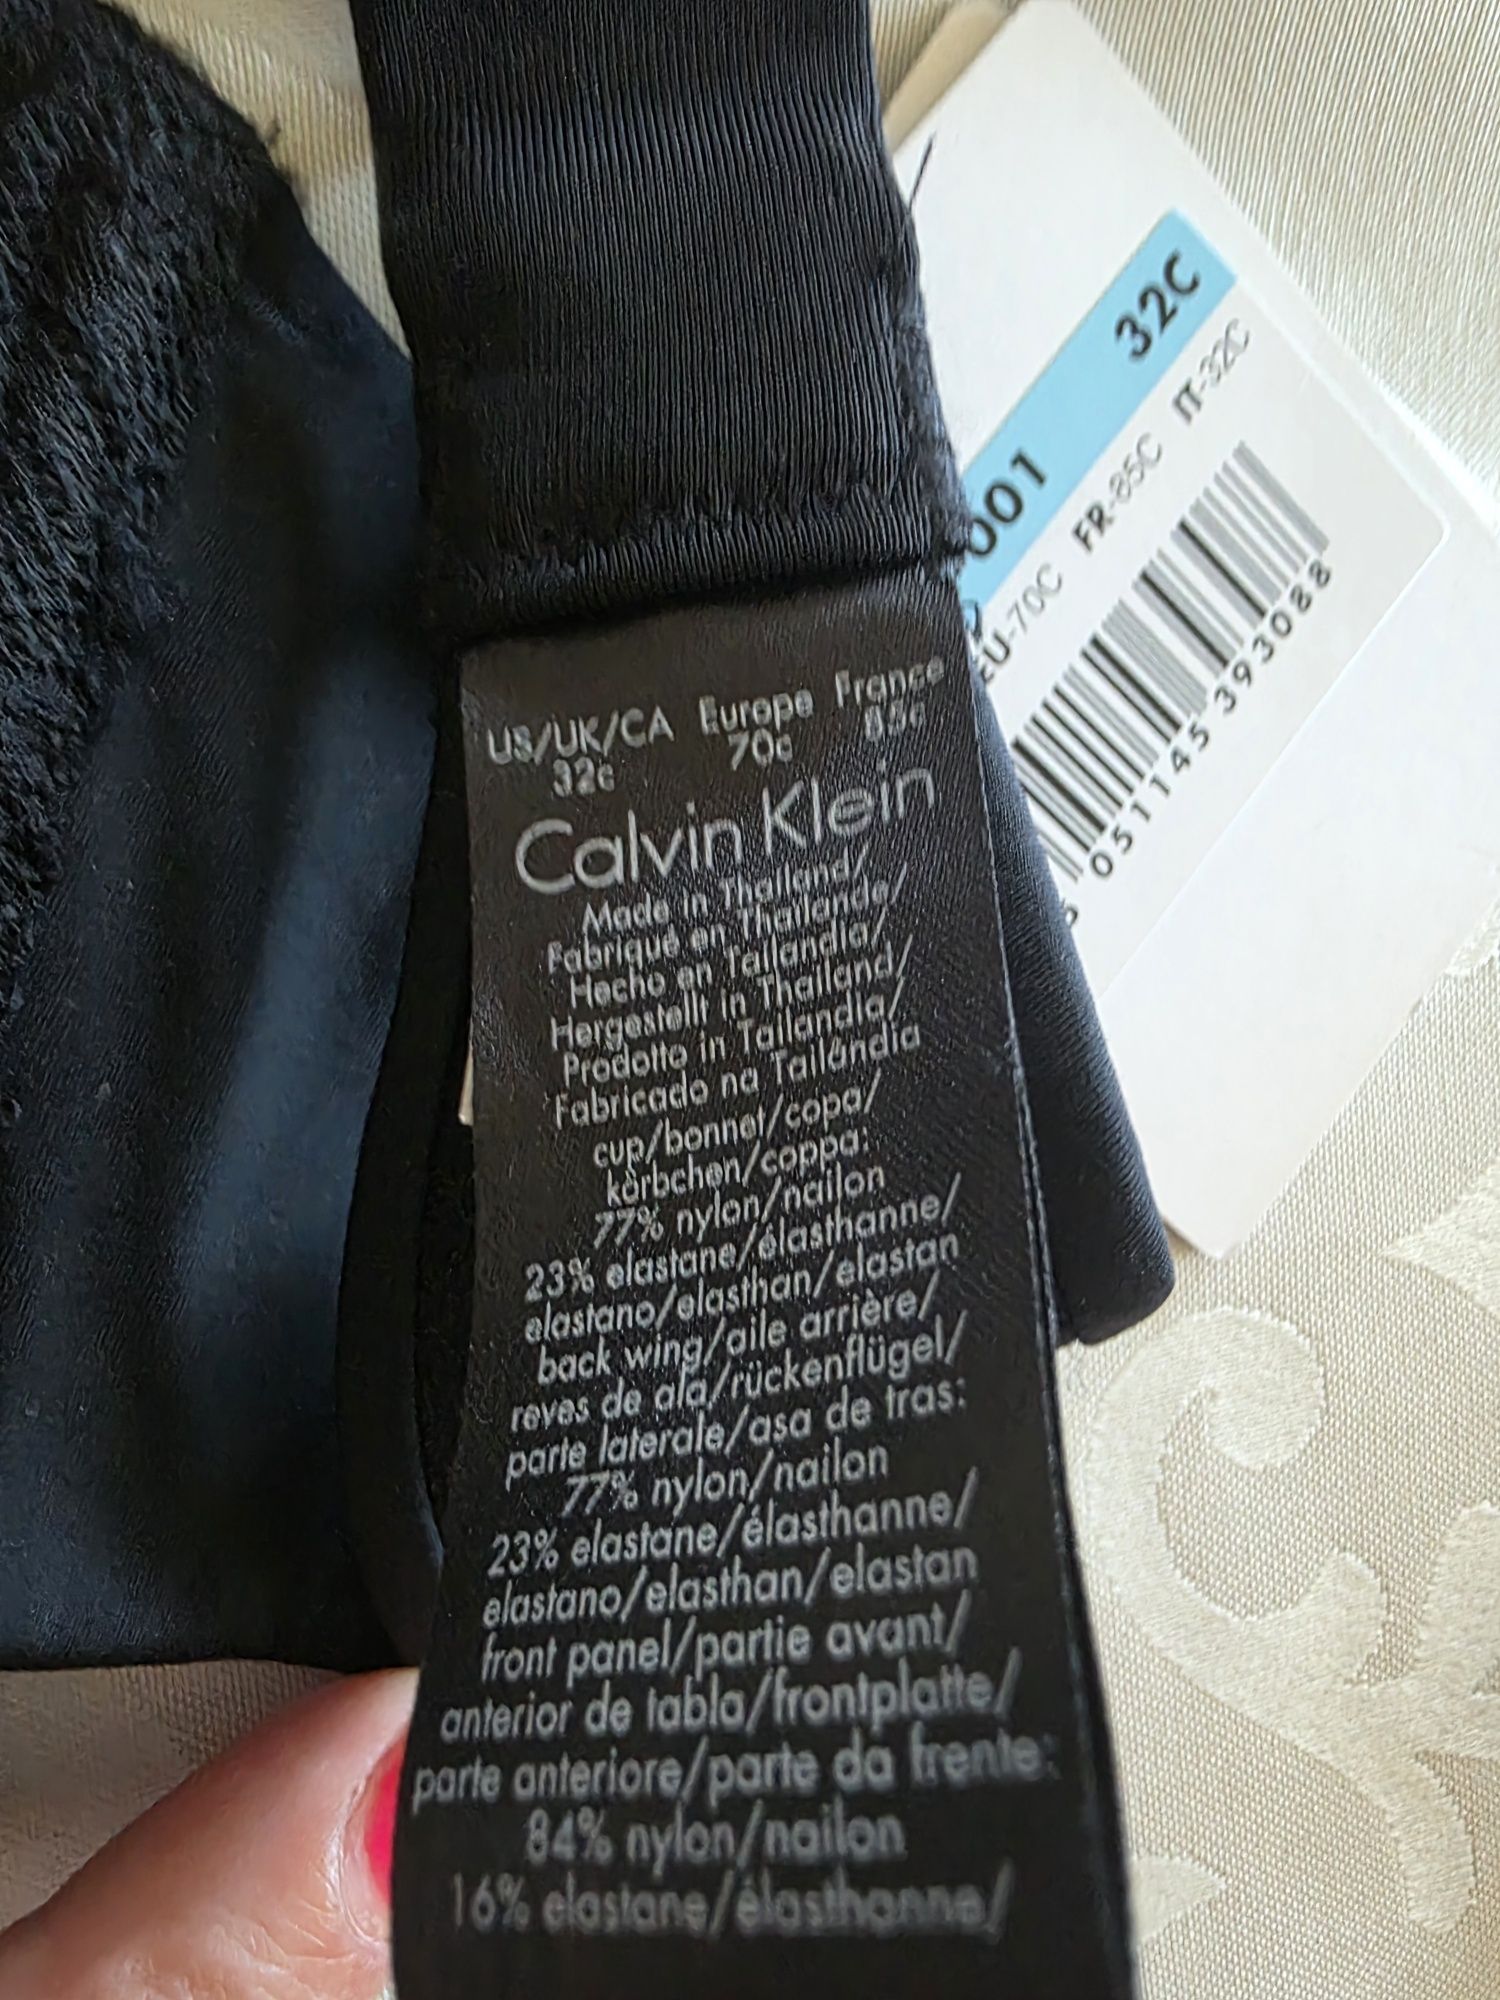 US/UK/CA Europe France
32c 70c 85c
Calvin Klein
Made in Thailand/
Fabriqué en Thaïlande/
Hecho en Tailandia/
Hergestellt in Thailand/
Prodotto in Tailandia/
Fabricado na Tailândia
cup/bonnet/copa/
körbchen/coppa:
77% nylon/nailon
23% elastane/élasthanne/
elastano/elasthan/elastan
back wing/aile arrière/
reves de ala/rückenflügel/
parte laterale/asa de tras:
77% nylon/nailon
23% elastane/élasthanne/
elastano/elasthan/elastan
front panel/partie avant/
anterior de tabla/frontplatte/
parte anteriore/parte da frente:
84% nylon/nailon
16% elastane/élasthanne/
001 32C
EU-70C FR-85C IT-32C
051145393088